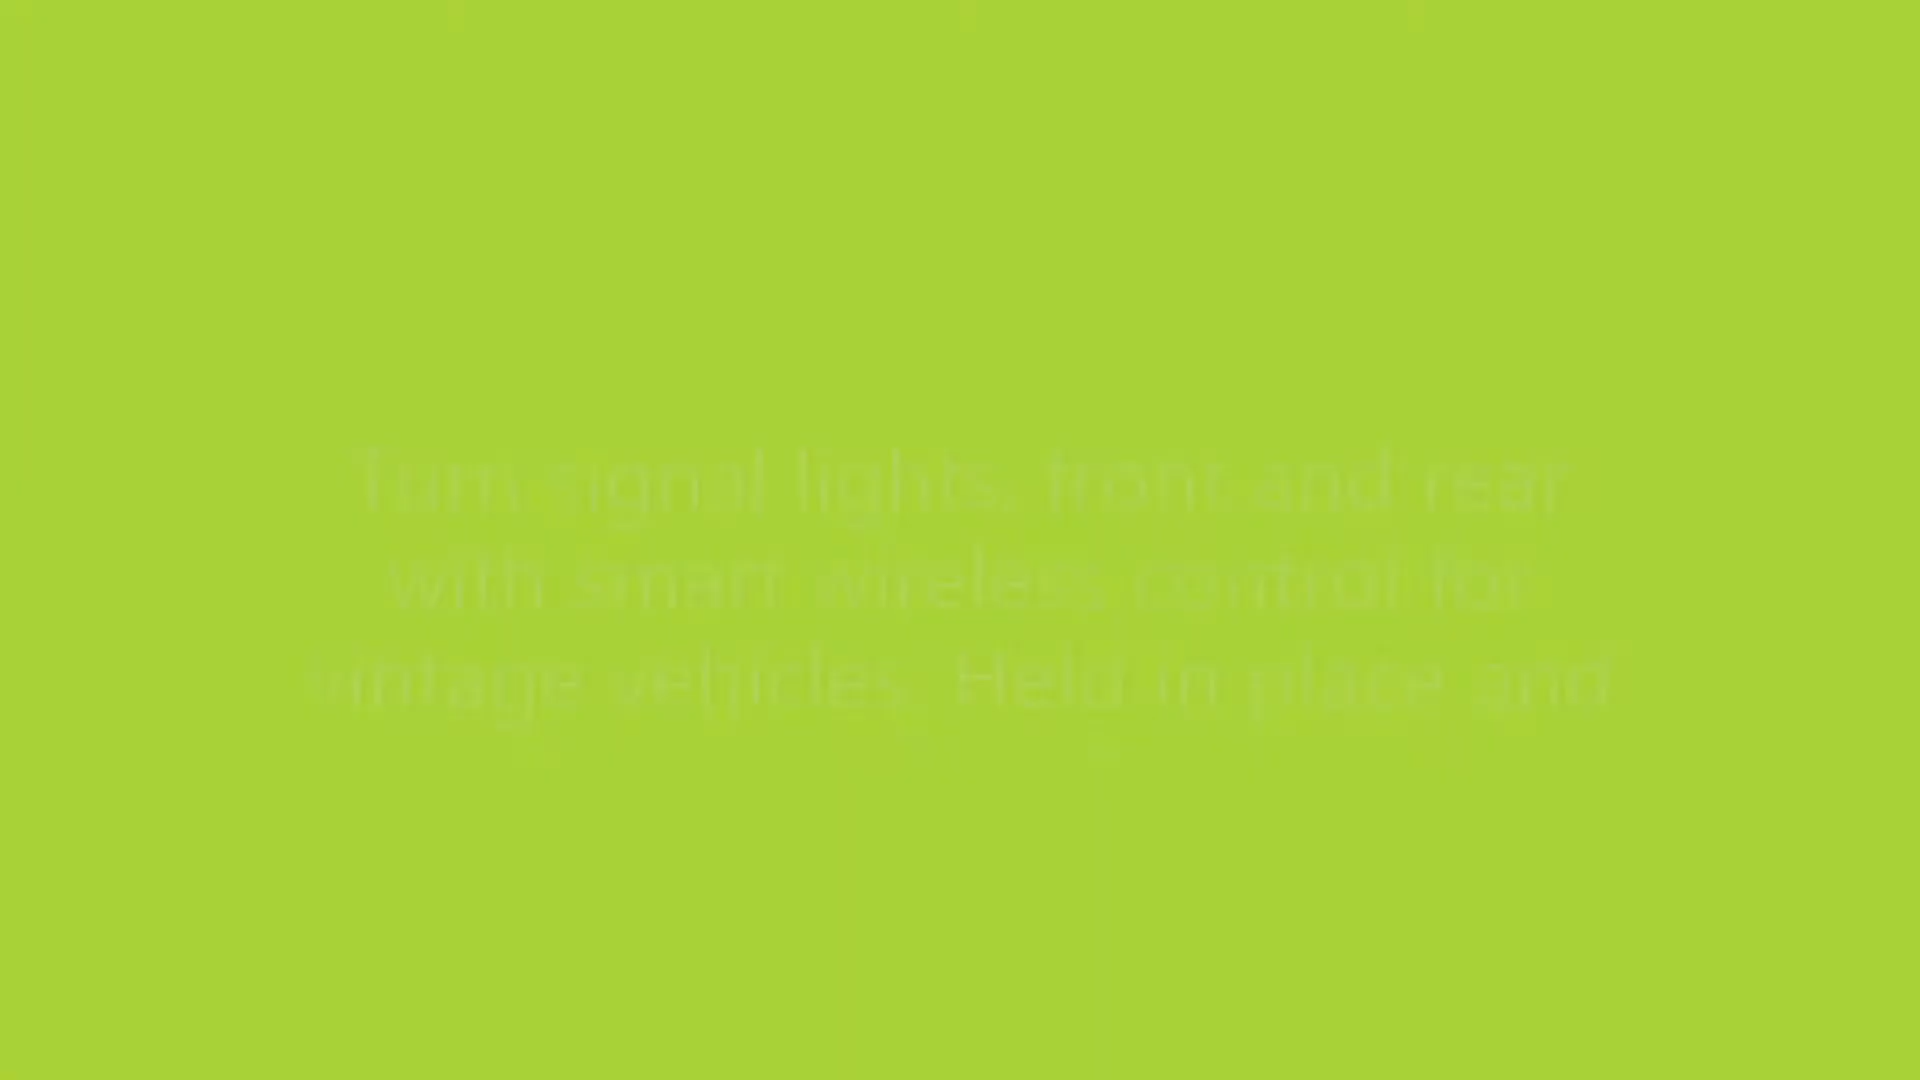 Turn signal lights, front and rear
with smart wireless control for
vintage vehicles. Held in place and